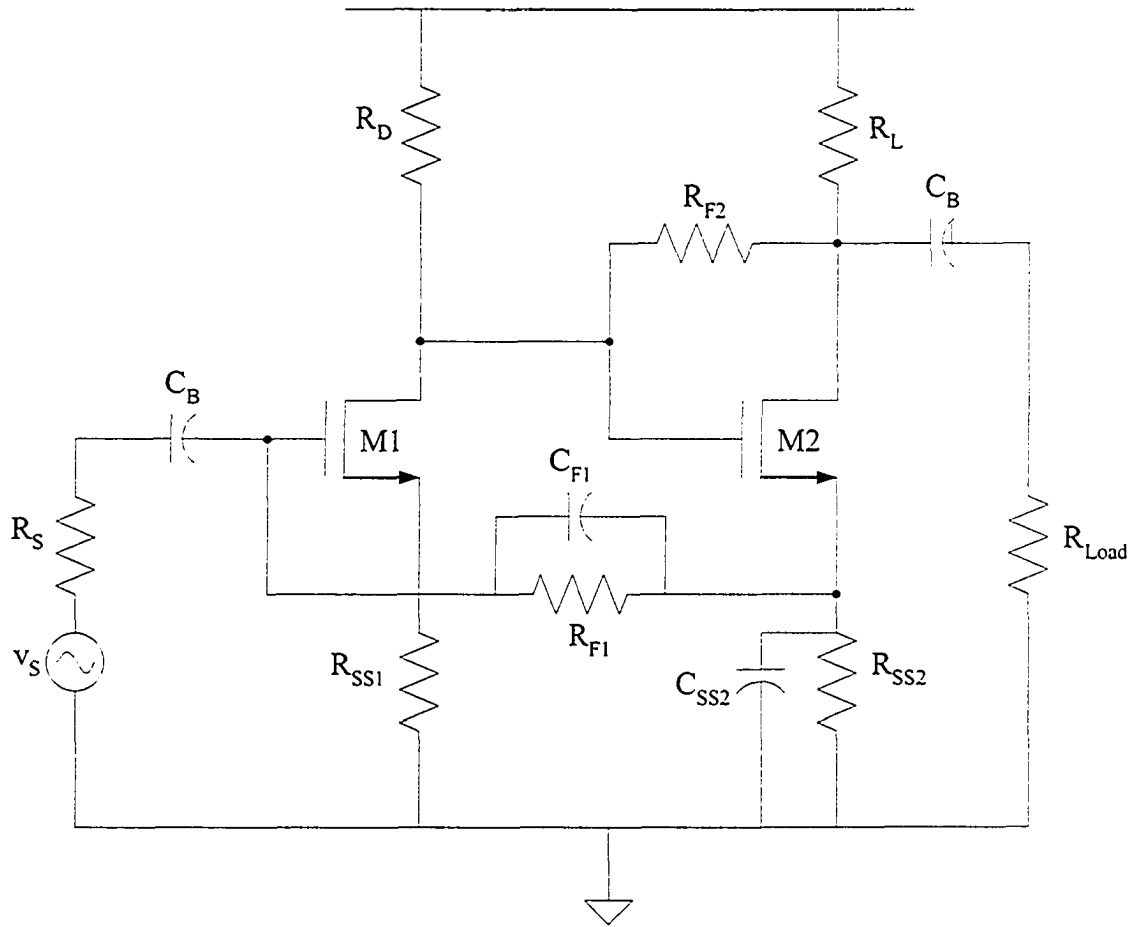 R_D
R_L
C_B
R_F2
C_B
M1
M2
C_F1
R_S
R_Load
R_F1
v_S
R_SS1
C_SS2
R_SS2